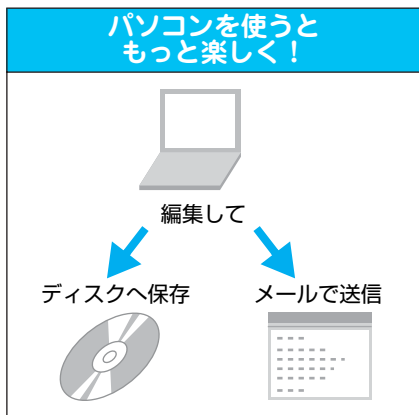 パソコンを使うと
もっと楽しく！
編集して
ディスクへ保存
メールで送信